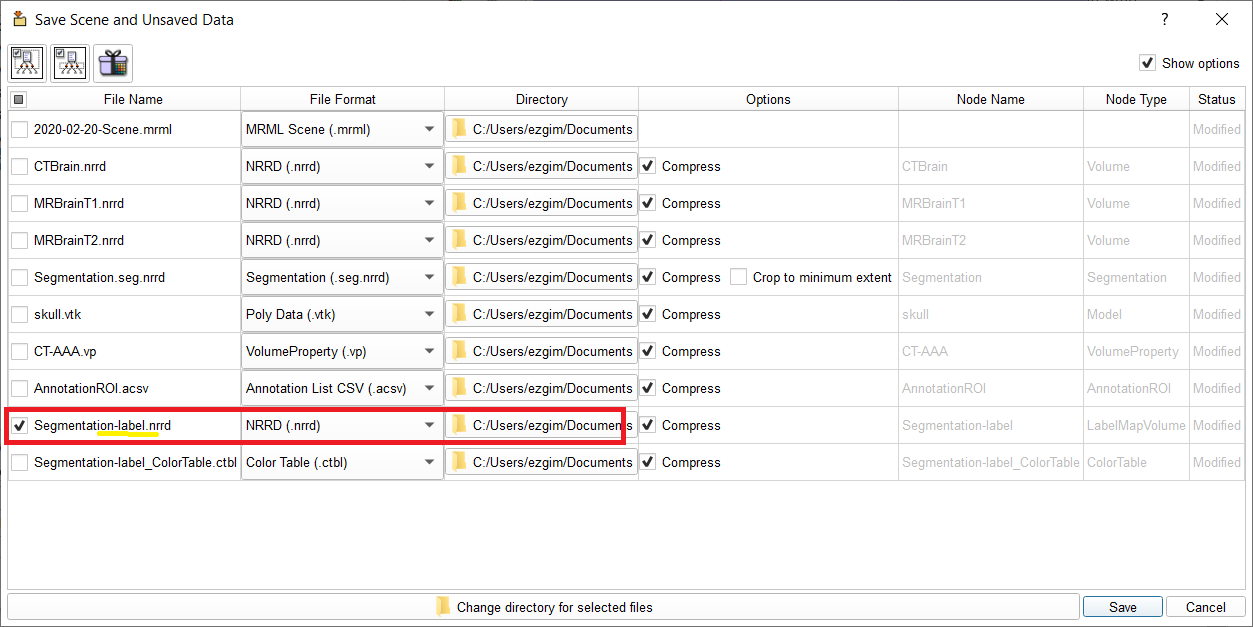 Save Scene and Unsaved Data ?
Show options
File Name File Format Directory Options Node Name Node Type Status
2020-02-20-Scene.mrml MRML Scene (.mrml) C:/Users/ezgim/Documents Modified
CTBrain.nrrd NRRD (.nrrd) C:/Users/ezgim/Documents Compress CTBrain Volume Modified
MRBrainT1.nrrd NRRD (.nrrd) C:/Users/ezgim/Documents Compress MRBrainT1 Volume Modified
MRBrainT2.nrrd NRRD (.nrrd) C:/Users/ezgim/Documents Compress MRBrainT2 Volume Modified
Segmentation.seg.nrrd Segmentation (.seg.nrrd) C:/Users/ezgim/Documents Compress Crop to minimum extent Segmentation Segmentation Modified
skull.vtk Poly Data (.vtk) C:/Users/ezgim/Documents Compress skull Model Modified
CT-AAA.vp VolumeProperty (.vp) C:/Users/ezgim/Documents Compress CT-AAA VolumeProperty Modified
AnnotationROI.acsv Annotation List CSV (.acsv) C:/Users/ezgim/Documents Compress AnnotationROI AnnotationROI Modified
Segmentation-label.nrrd NRRD (.nrrd) C:/Users/ezgim/Documents Compress Segmentation-label LabelMapVolume Modified
Segmentation-label_ColorTable.ctbl Color Table (.ctbl) C:/Users/ezgim/Documents Compress Segmentation-label_ColorTable ColorTable Modified
Change directory for selected files Save Cancel